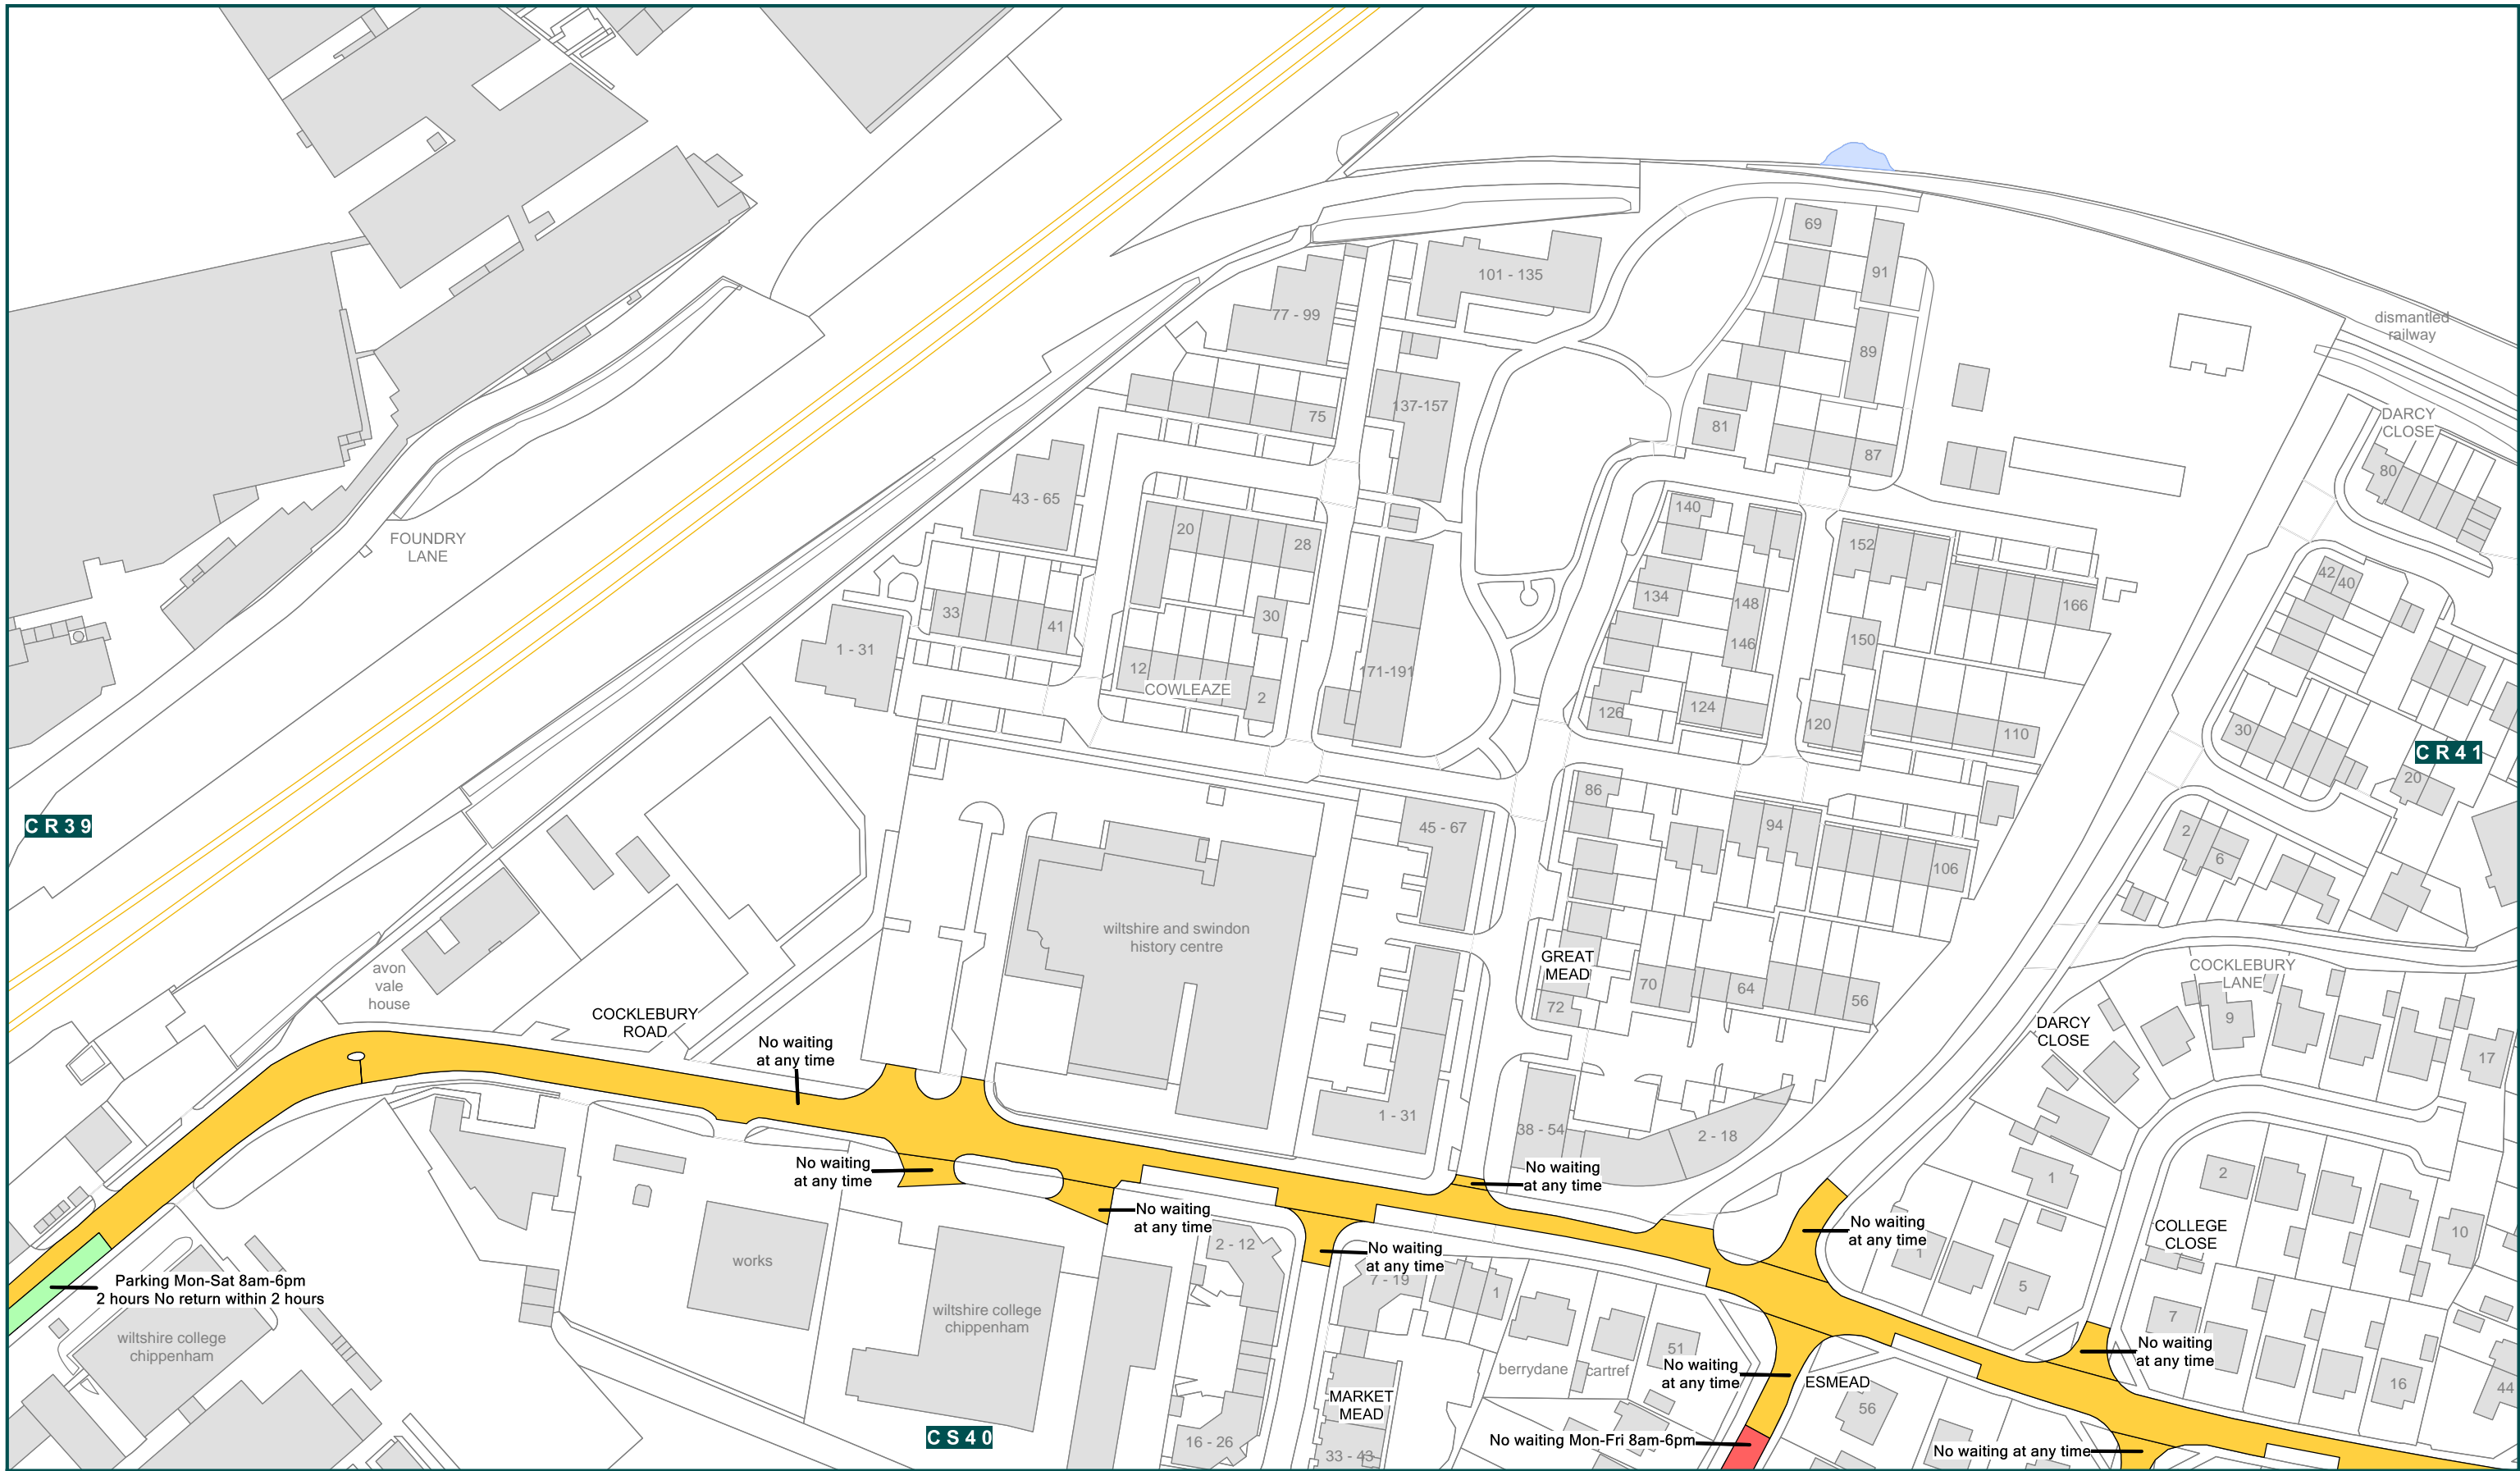 69
91
101 - 135
77 - 99
dismantled
railway
89
75
137-157
81
87
DARCY
CLOSE
80
43 - 65
140
20
28
152
FOUNDRY
LANE
42
40
134
148
166
33
41
30
150
146
1 - 31
12
171-191
COWLEAZE
2
126
124
120
110
30
CR41
20
86
CR39
45 - 67
94
2
6
106
wiltshire and swindon
history centre
GREAT
MEAD
avon
vale
house
COCKLEBURY
LANE
70
64
56
72
9
COCKLEBURY
ROAD
DARCY
CLOSE
17
No waiting
at any time
1 - 31
38 - 54
2 - 18
No waiting
at any time
No waiting
at any time
1
2
No waiting
at any time
No waiting
at any time
COLLEGE
CLOSE
10
2 - 12
No waiting
at any time
1
works
Parking Mon-Sat 8am-6pm
2 hours No return within 2 hours
7 - 19
1
5
wiltshire college
chippenham
wiltshire college
chippenham
7
51
No waiting
at any time
berrydane
cartref
No waiting
at any time
ESMEAD
16
44
MARKET
MEAD
56
CS40
16 - 26
33 - 43
No waiting Mon-Fri 8am-6pm
No waiting at any time